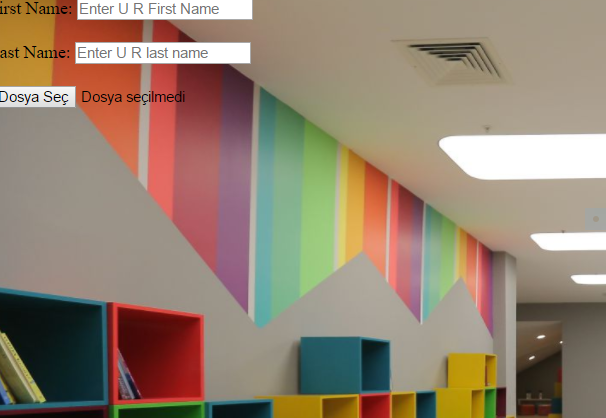 irst Name: Enter U R First Name
ast Name: Enter U R last name
Dosya Seç Dosya seçilmedi